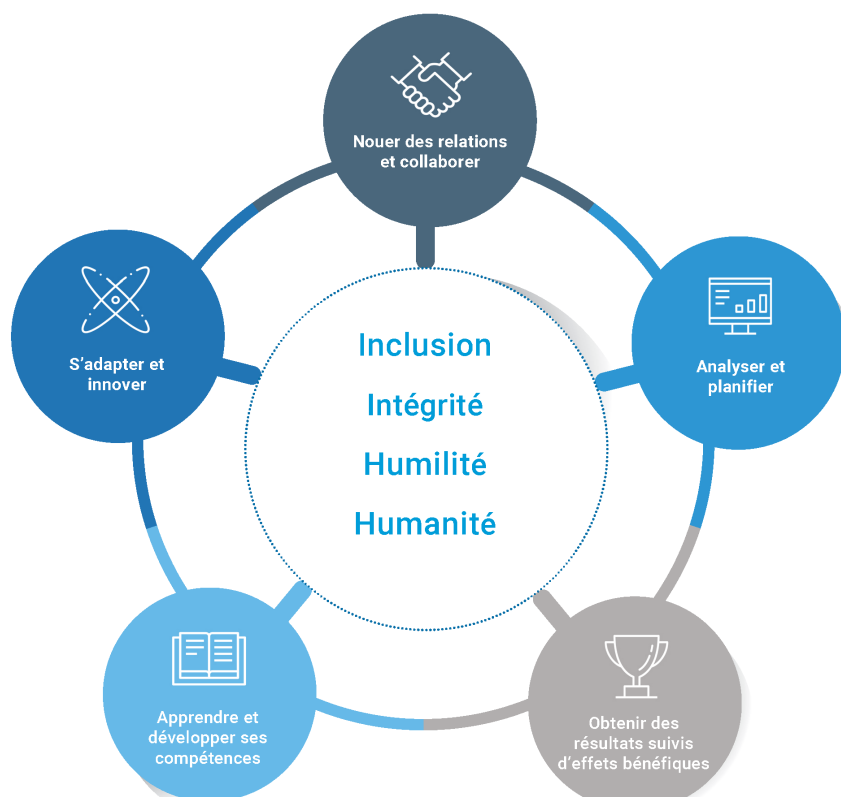 Nouer des relations
et collaborer
S'adapter et
innover
Analyser et
planifier
Inclusion
Intégrité
Humilité
Humanité
Apprendre et
développer ses
compétences
Obtenir des
résultats suivis
d'effets bénéfiques